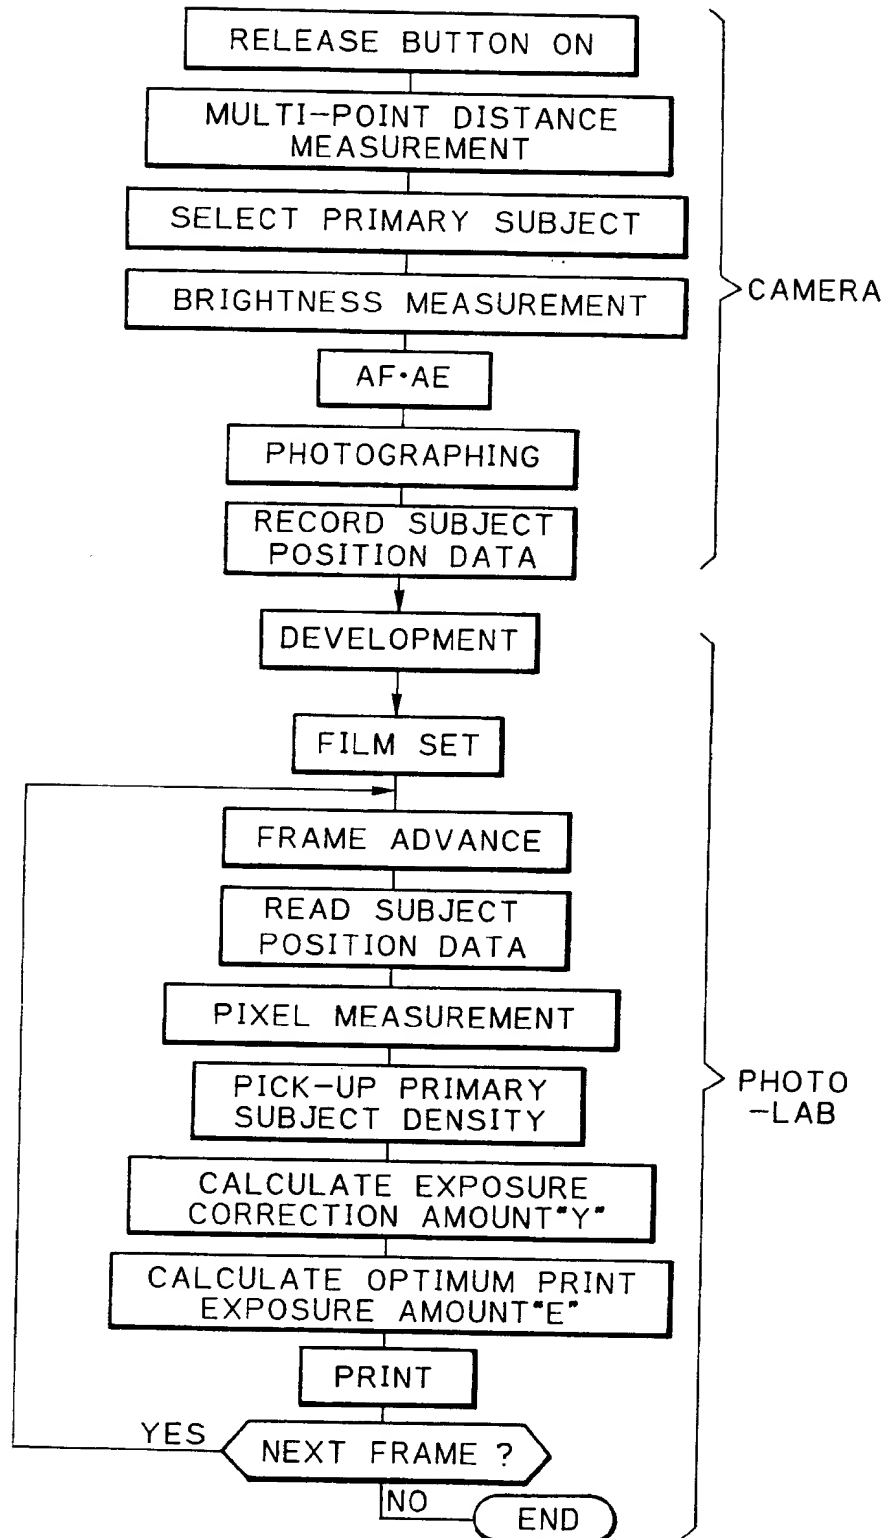 RELEASE BUTTON ON
MULTI-POINT DISTANCE
MEASUREMENT
SELECT PRIMARY SUBJECT
BRIGHTNESS MEASUREMENT
CAMERA
AF·AE
PHOTOGRAPHING
RECORD SUBJECT
POSITION DATA
DEVELOPMENT
FILM SET
FRAME ADVANCE
READ SUBJECT
POSITION DATA
PIXEL MEASUREMENT
PICK-UP PRIMARY
SUBJECT DENSITY
PHOTO
-LAB
CALCULATE EXPOSURE
CORRECTION AMOUNT"Y"
CALCULATE OPTIMUM PRINT
EXPOSURE AMOUNT"E"
PRINT
YES
NEXT FRAME ?
NO
END